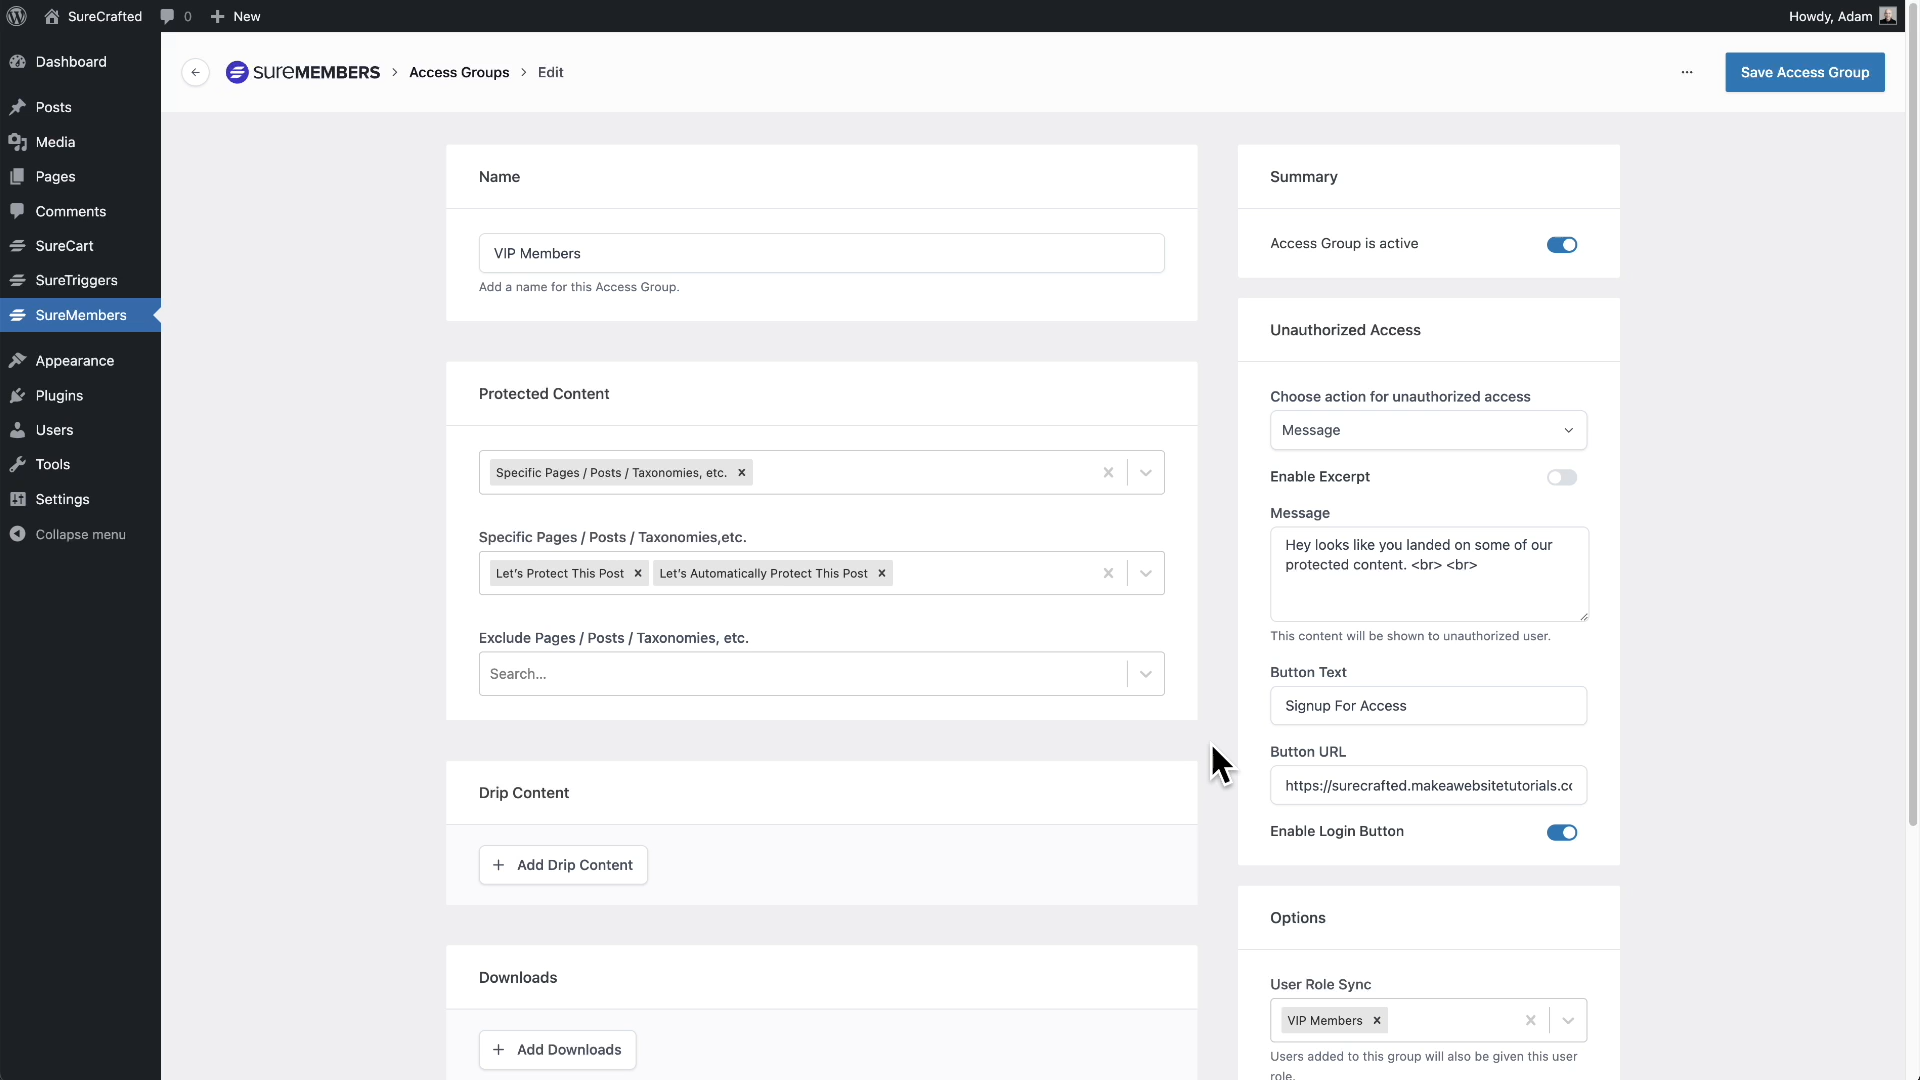 SureCrafted
0
New
Howdy, Adam
Dashboard
Posts
Media
Pages
Comments
SureCart
SureTriggers
SureMembers
Appearance
Plugins
Users
Tools
Settings
Collapse menu
SUREMEMBERS > Access Groups > Edit
...
Save Access Group
Name
VIP Members
Add a name for this Access Group.
Protected Content
Specific Pages / Posts / Taxonomies, etc.
Specific Pages / Posts / Taxonomies,etc.
Let's Protect This Post
Let's Automatically Protect This Post
Exclude Pages / Posts / Taxonomies, etc.
Search...
Drip Content
+ Add Drip Content
Downloads
+ Add Downloads
Summary
Access Group is active
Unauthorized Access
Choose action for unauthorized access
Message
Enable Excerpt
Message
Hey looks like you landed on some of our
protected content. <br> <br>
This content will be shown to unauthorized user.
Button Text
Signup For Access
Button URL
https://surecrafted.makeawebsitetutorials.cc
Enable Login Button
Options
User Role Sync
VIP Members
Users added to this group will also be given this user
role.